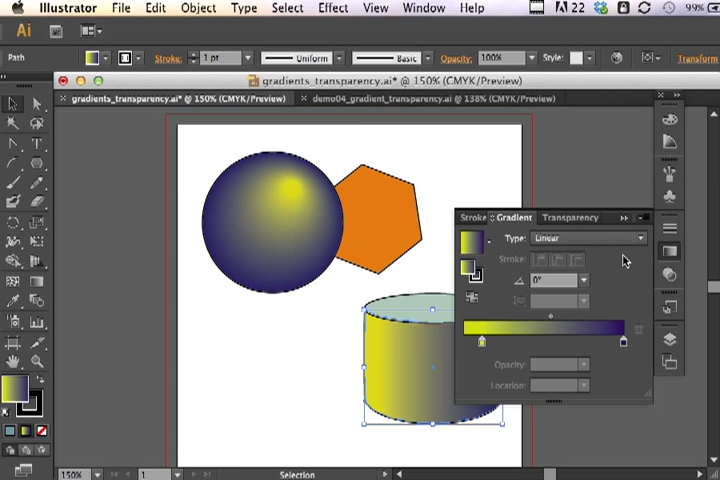 Illustrator File Edit Object Type Select Effect View Window Help 22 99%
Ai
Path Stroke: 1 pt Uniform Basic Opacity: 100% Style: Transform
gradients_transparency.ai* @ 150% (CMYK/Preview)
× gradients_transparency.ai* @ 150% (CMYK/Preview) × demo04_gradient_transparency.ai @ 138% (CMYK/Preview)
Stroke Gradient Transparency
Type: Linear
Stroke:
0°
Opacity:
Location:
150% 1 Selection